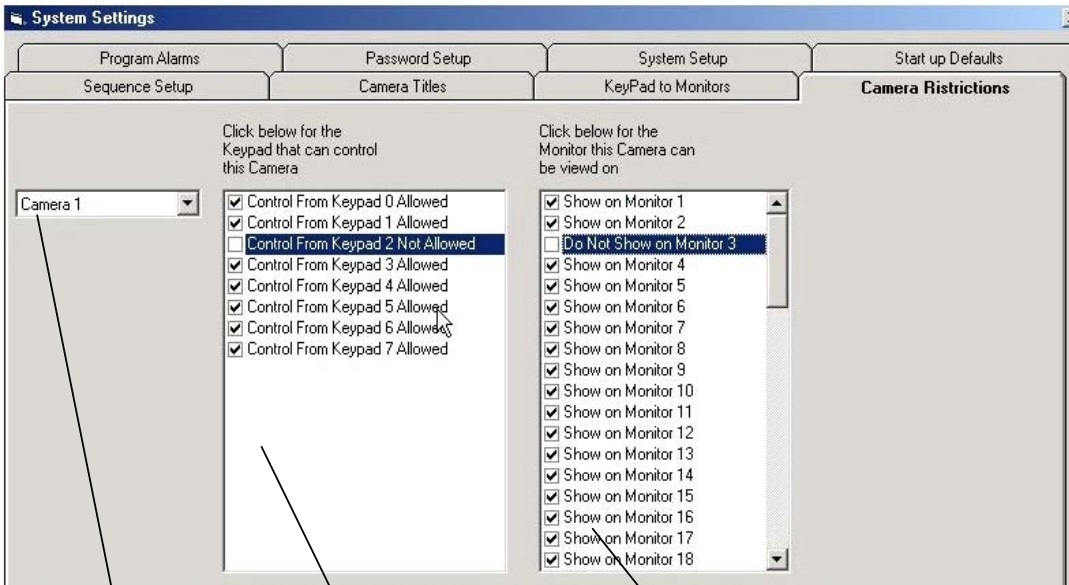 System Settings
Program Alarms
Password Setup
System Setup
Start up Defaults
Sequence Setup
Camera Titles
KeyPad to Monitors
Camera Ristrictions
Click below for the
Keypad that can control
this Camera
Click below for the
Monitor this Camera can
be viewd on
Camera 1
Control From Keypad 0 Allowed
Control From Keypad 1 Allowed
Control From Keypad 2 Not Allowed
Control From Keypad 3 Allowed
Control From Keypad 4 Allowed
Control From Keypad 5 Allowed
Control From Keypad 6 Allowed
Control From Keypad 7 Allowed
Show on Monitor 1
Show on Monitor 2
Do Not Show on Monitor 3
Show on Monitor 4
Show on Monitor 5
Show on Monitor 6
Show on Monitor 7
Show on Monitor 8
Show on Monitor 9
Show on Monitor 10
Show on Monitor 11
Show on Monitor 12
Show on Monitor 13
Show on Monitor 14
Show on Monitor 15
Show on Monitor 16
Show on Monitor 17
Show on Monitor 18